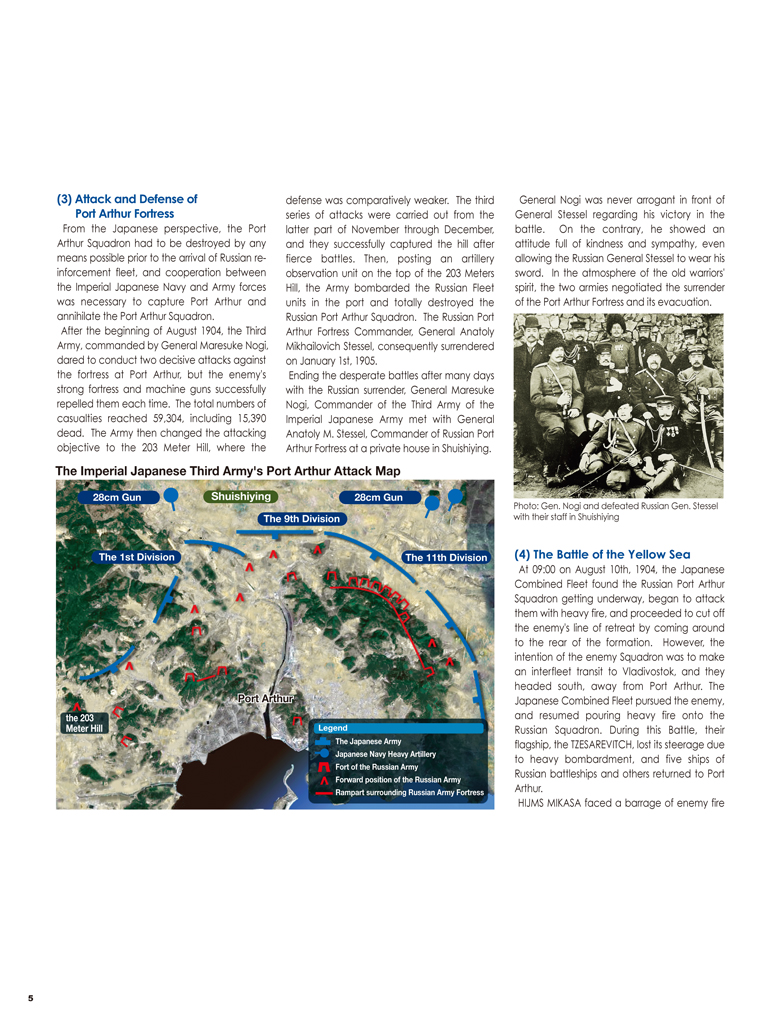 (3) Attack and Defense of
Port Arthur Fortress
From the Japanese perspective, the Port
Arthur Squadron had to be destroyed by any
means possible prior to the arrival of Russian re-
inforcement fleet, and cooperation between
the Imperial Japanese Navy and Army forces
was necessary to capture Port Arthur and
annihilate the Port Arthur Squadron.
After the beginning of August 1904, the Third
Army, commanded by General Maresuke Nogi,
dared to conduct two decisive attacks against
the fortress at Port Arthur, but the enemy's
strong fortress and machine guns successfully
repelled them each time. The total numbers of
casualties reached 59,304, including 15,390
dead. The Army then changed the attacking
objective to the 203 Meter Hill, where the
defense was comparatively weaker. The third
series of attacks were carried out from the
latter part of November through December,
and they successfully captured the hill after
fierce battles. Then, posting an artillery
observation unit on the top of the 203 Meters
Hill, the Army bombarded the Russian Fleet
units in the port and totally destroyed the
Russian Port Arthur Squadron. The Russian Port
Arthur Fortress Commander, General Anatoly
Mikhailovich Stessel, consequently surrendered
on January 1st, 1905.
Ending the desperate battles after many days
with the Russian surrender, General Maresuke
Nogi, Commander of the Third Army of the
Imperial Japanese Army met with General
Anatoly M. Stessel, Commander of Russian Port
Arthur Fortress at a private house in Shuishiying.
General Nogi was never arrogant in front of
General Stessel regarding his victory in the
battle. On the contrary, he showed an
attitude full of kindness and sympathy, even
allowing the Russian General Stessel to wear his
sword. In the atmosphere of the old warriors'
spirit, the two armies negotiated the surrender
of the Port Arthur Fortress and its evacuation.
Photo: Gen. Nogi and defeated Russian Gen. Stessel
with their staff in Shuishiying
The Imperial Japanese Third Army's Port Arthur Attack Map
28cm Gun
Shuishiying
28cm Gun
The 9th Division
The 1st Division
The 11th Division
Port Arthur
the 203
Meter Hill
Legend
The Japanese Army
Japanese Navy Heavy Artillery
Fort of the Russian Army
Forward position of the Russian Army
Rampart surrounding Russian Army Fortress
(4) The Battle of the Yellow Sea
At 09:00 on August 10th, 1904, the Japanese
Combined Fleet found the Russian Port Arthur
Squadron getting underway, began to attack
them with heavy fire, and proceeded to cut off
the enemy's line of retreat by coming around
to the rear of the formation. However, the
intention of the enemy Squadron was to make
an interfleet transit to Vladivostok, and they
headed south, away from Port Arthur. The
Japanese Combined Fleet pursued the enemy,
and resumed pouring heavy fire onto the
Russian Squadron. During this Battle, their
flagship, the TZESAREVITCH, lost its steerage due
to heavy bombardment, and five ships of
Russian battleships and others returned to Port
Arthur.
HIJMS MIKASA faced a barrage of enemy fire
5